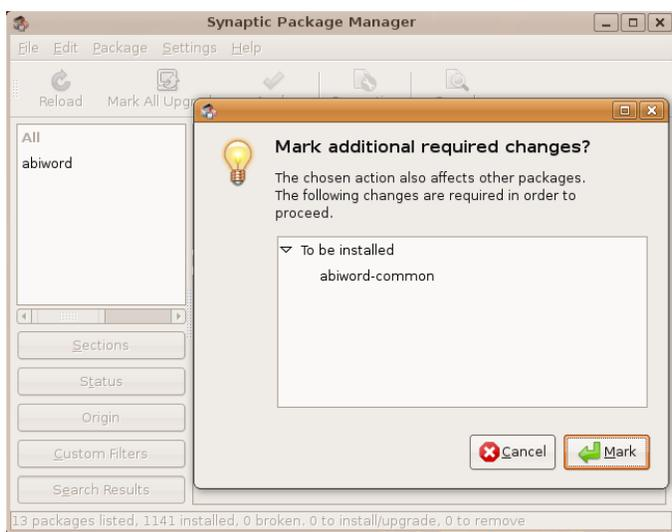 Synaptic Package Manager
File Edit Package Settings Help
Reload Mark All Upg
All
abiword
Sections
Status
Origin
Custom Filters
Search Results
Mark additional required changes?
The chosen action also affects other packages.
The following changes are required in order to
proceed.
To be installed
abiword-common
Cancel Mark
13 packages listed, 1141 installed, 0 broken. 0 to install/upgrade, 0 to remove